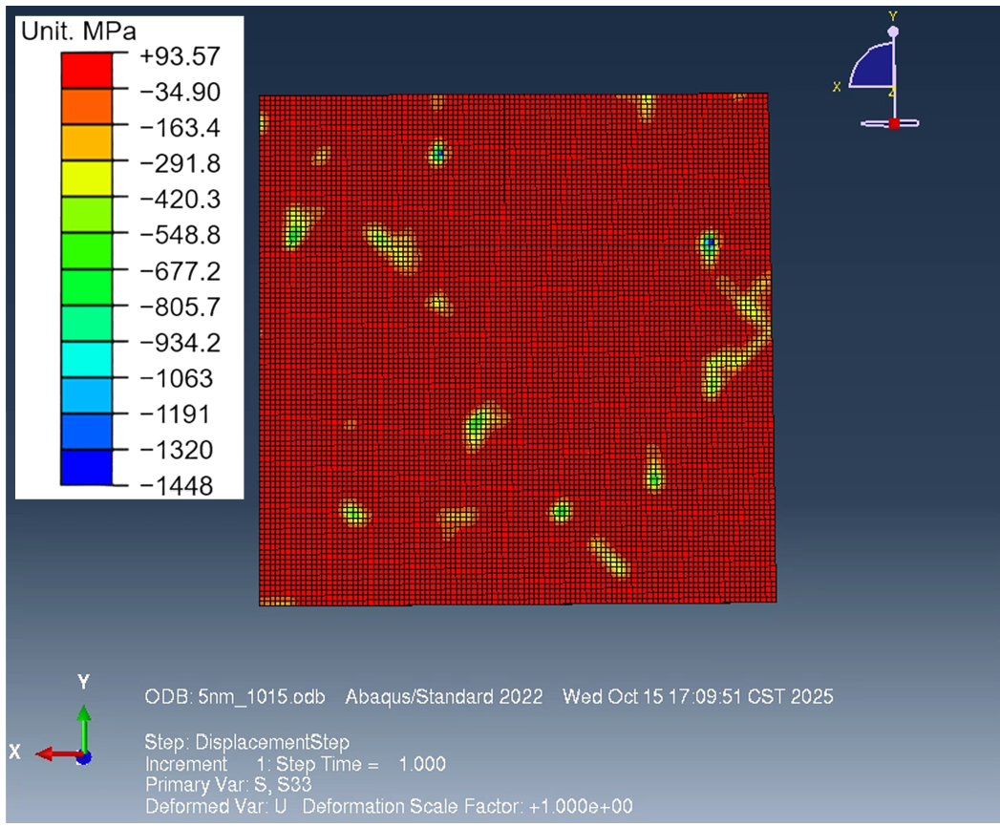 Unit. MPa
+93.57
−34.90
−163.4
−291.8
−420.3
−548.8
−677.2
−805.7
−934.2
−1063
−1191
−1320
−1448
Y
X
Z
Y
X
ODB: 5nm_1015.odb    Abaqus/Standard 2022    Wed Oct 15 17:09:51 CST 2025
Step: DisplacementStep
Increment      1: Step Time =    1.000
Primary Var: S, S33
Deformed Var: U   Deformation Scale Factor: +1.000e+00